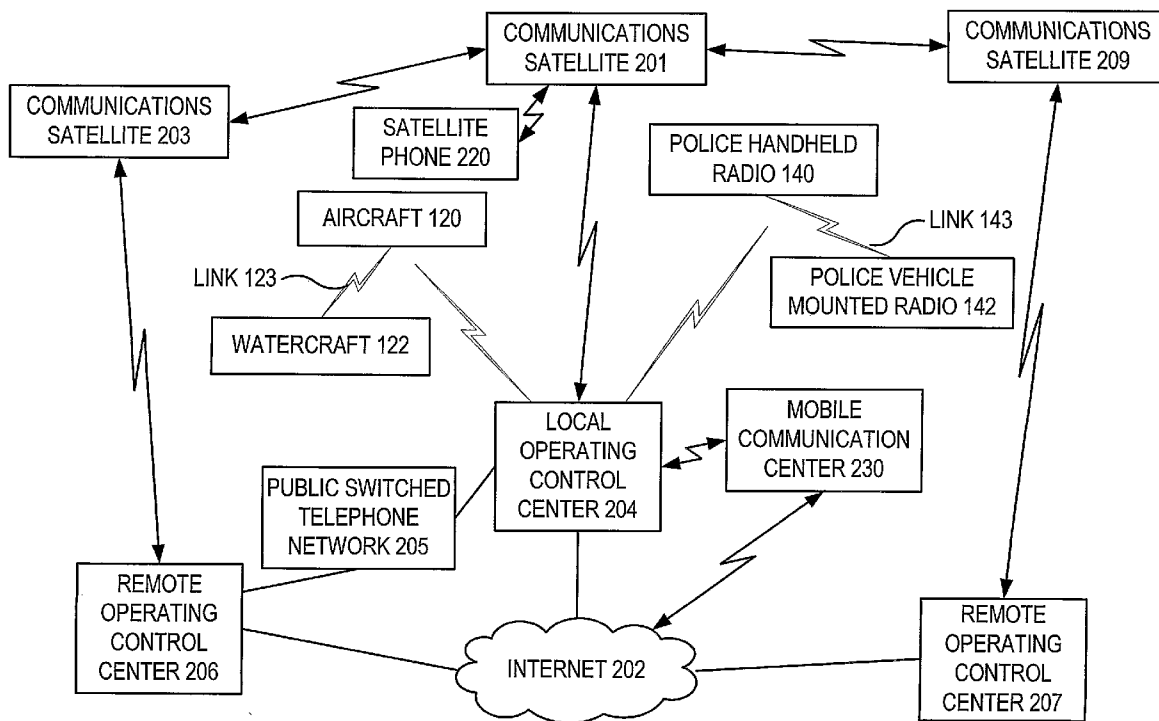 COMMUNICATIONS
SATELLITE 201
COMMUNICATIONS
SATELLITE 209
COMMUNICATIONS
SATELLITE 203
SATELLITE
PHONE 220
POLICE HANDHELD
RADIO 140
AIRCRAFT 120
LINK 143
LINK 123
POLICE VEHICLE
MOUNTED RADIO 142
WATERCRAFT 122
LOCAL
OPERATING
CONTROL
CENTER 204
MOBILE
COMMUNICATION
CENTER 230
PUBLIC SWITCHED
TELEPHONE
NETWORK 205
REMOTE
OPERATING
CONTROL
CENTER 206
INTERNET 202
REMOTE
OPERATING
CONTROL
CENTER 207